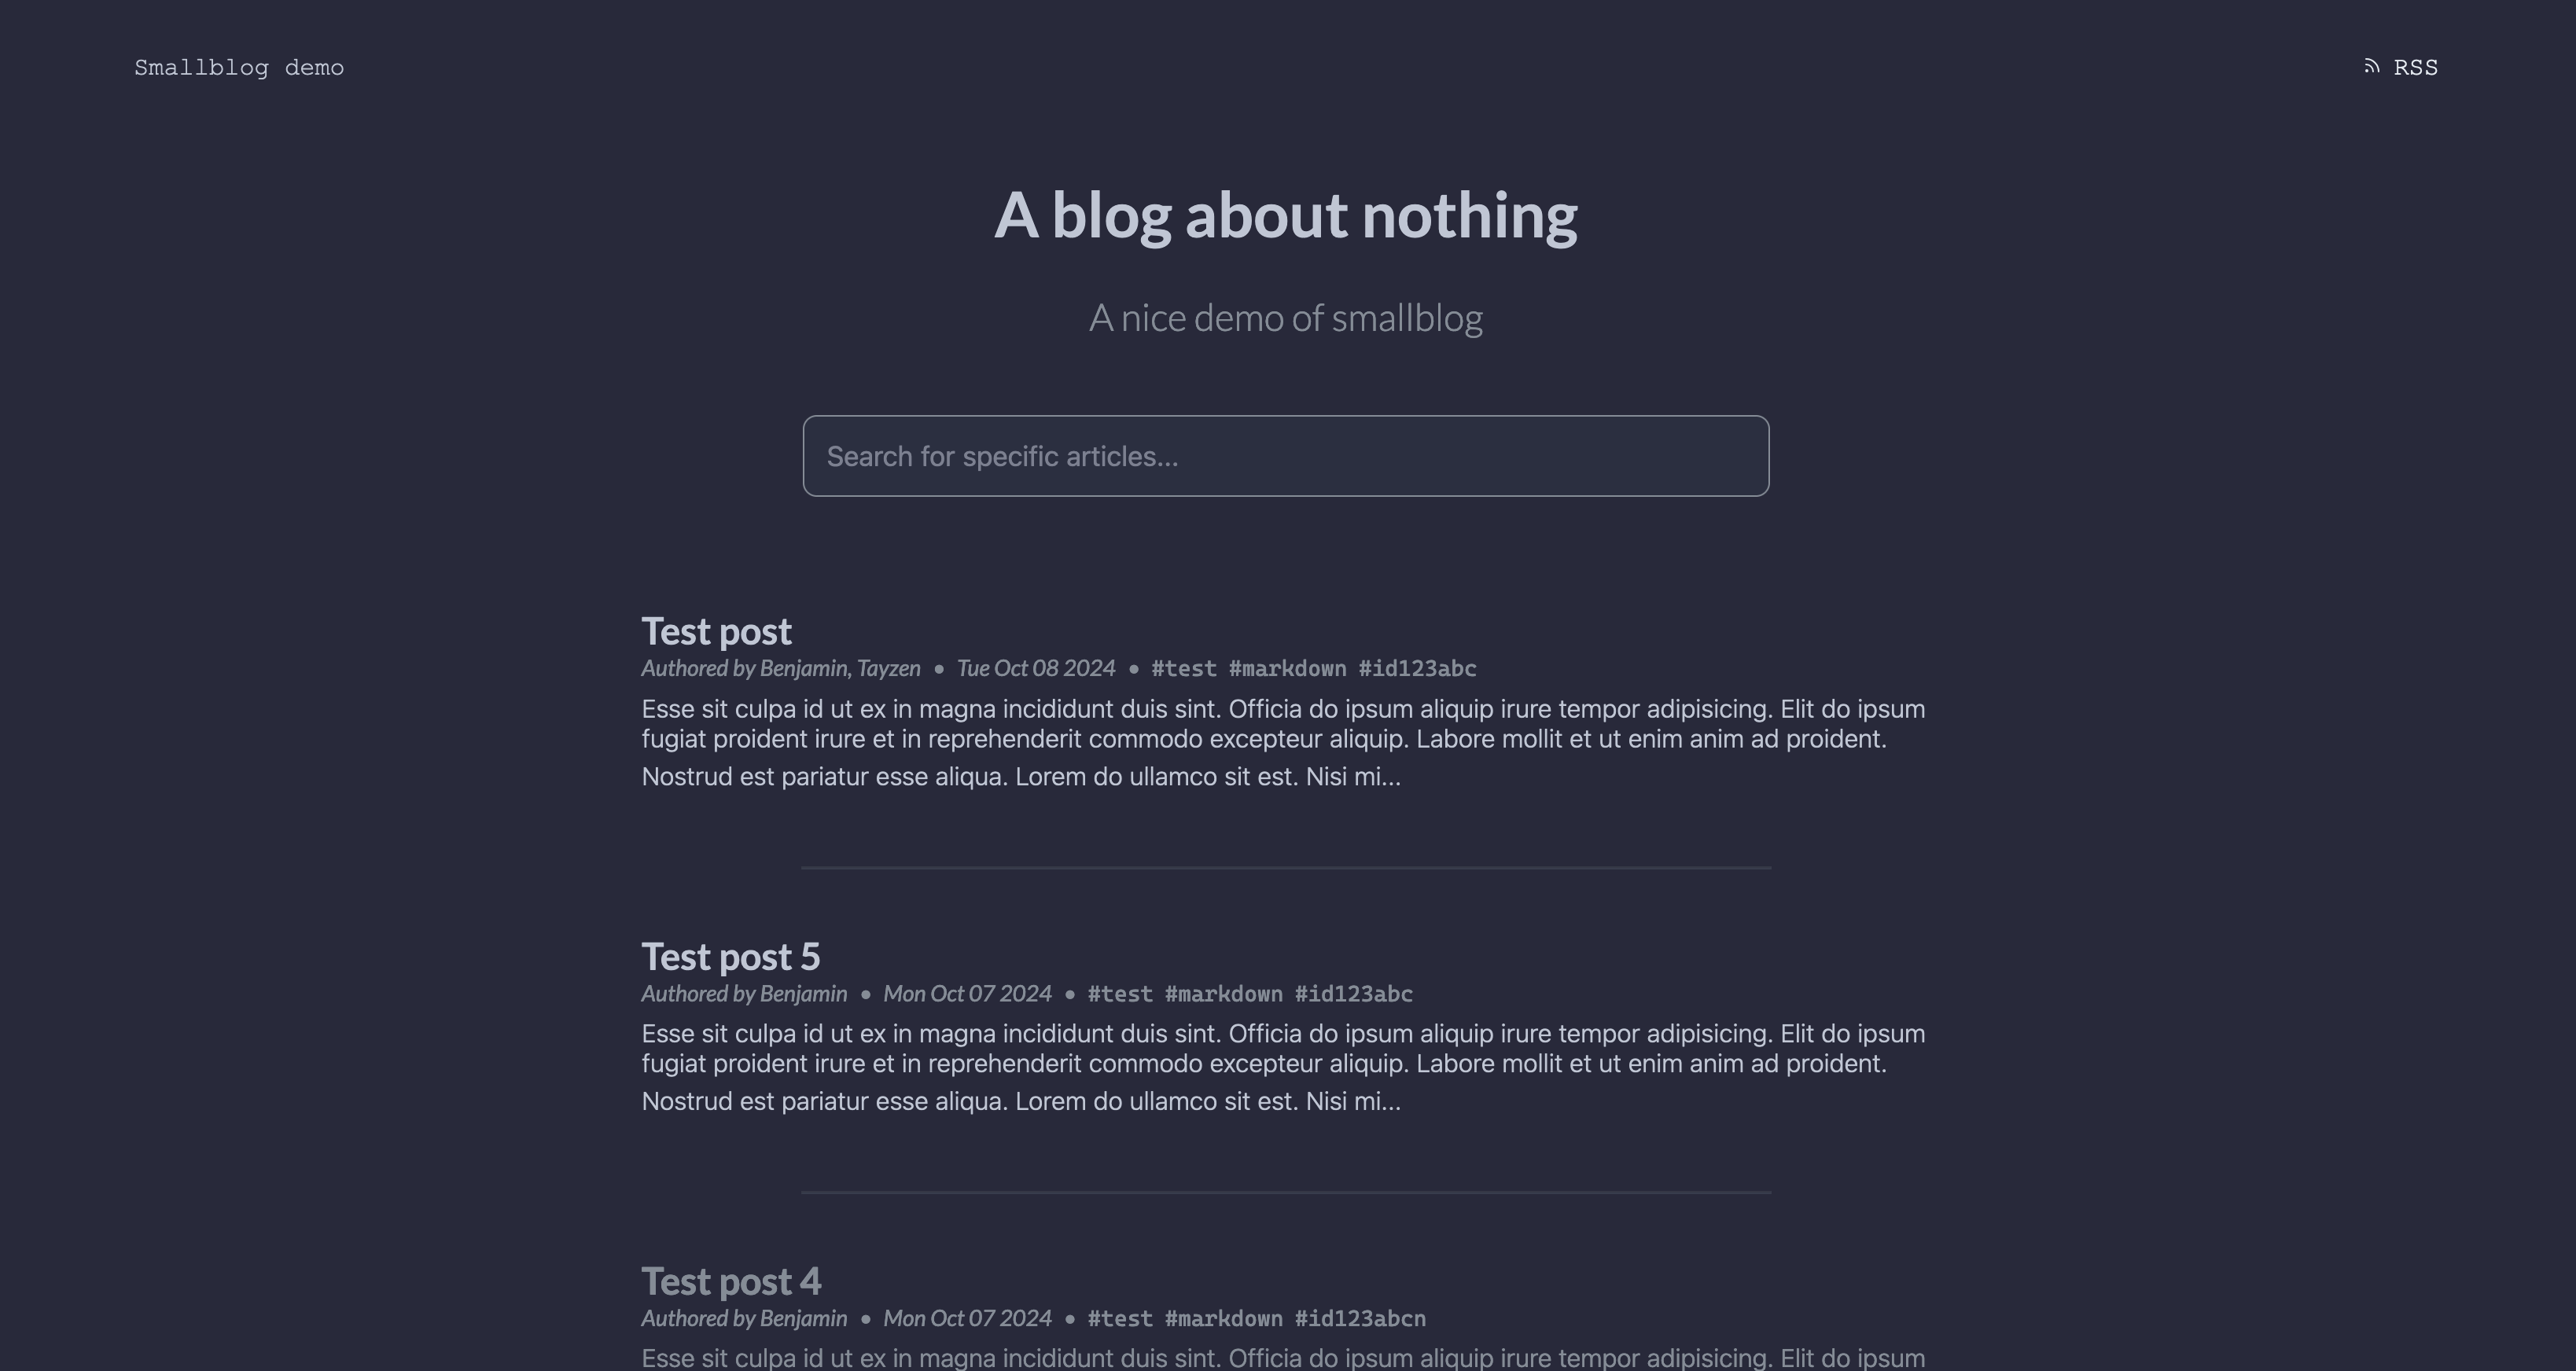 Smallblog demo
RSS
A blog about nothing
A nice demo of smallblog
Search for specific articles...
Test post
Authored by Benjamin, Tayzen • Tue Oct 08 2024 • #test #markdown #id123abc
Esse sit culpa id ut ex in magna incididunt duis sint. Officia do ipsum aliquip irure tempor adipisicing. Elit do ipsum
fugiat proident irure et in reprehenderit commodo excepteur aliquip. Labore mollit et ut enim anim ad proident.
Nostrud est pariatur esse aliqua. Lorem do ullamco sit est. Nisi mi...
Test post 5
Authored by Benjamin • Mon Oct 07 2024 • #test #markdown #id123abc
Esse sit culpa id ut ex in magna incididunt duis sint. Officia do ipsum aliquip irure tempor adipisicing. Elit do ipsum
fugiat proident irure et in reprehenderit commodo excepteur aliquip. Labore mollit et ut enim anim ad proident.
Nostrud est pariatur esse aliqua. Lorem do ullamco sit est. Nisi mi...
Test post 4
Authored by Benjamin • Mon Oct 07 2024 • #test #markdown #id123abcn
Esse sit culpa id ut ex in magna incididunt duis sint. Officia do ipsum aliquip irure tempor adipisicing. Elit do ipsum